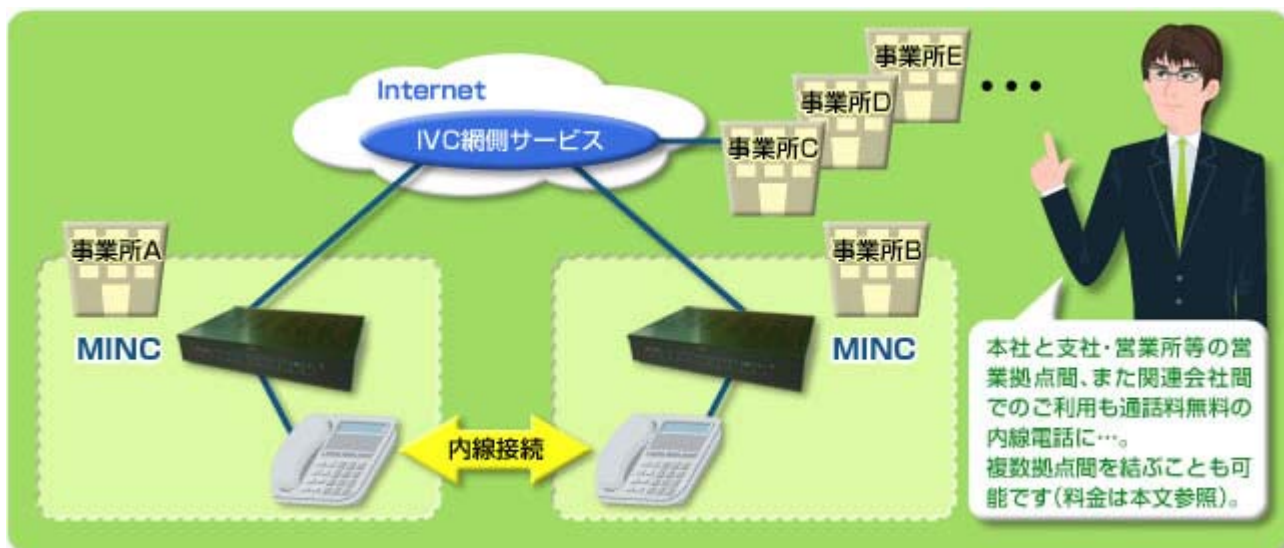 Internet
IVC網側サービス
事業所E
事業所D
事業所C
•••
事業所A
事業所B
MINC
MINC
内線接続
本社と支社・営業所等の営
業拠点間、また関連会社間
でのご利用も通話料無料の
内線電話に…。
複数拠点間を結ぶことも可
能です(料金は本文参照)。